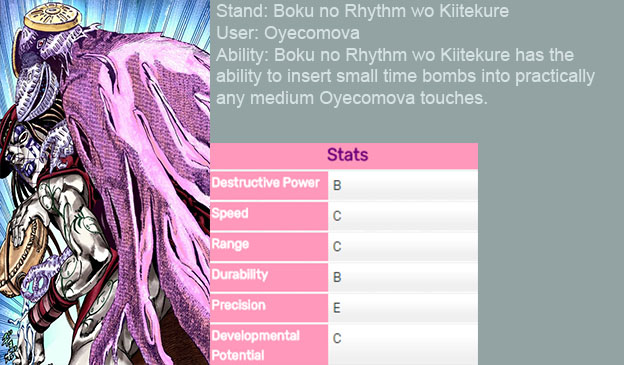 Stand: Boku no Rhythm wo Kiitekure
User: Oyecomova
Ability: Boku no Rhythm wo Kiitekure has the
ability to insert small time bombs into practically
any medium Oyecomova touches.
Stats
Destructive Power B
Speed C
Range C
Durability B
Precision E
Developmental
Potential C